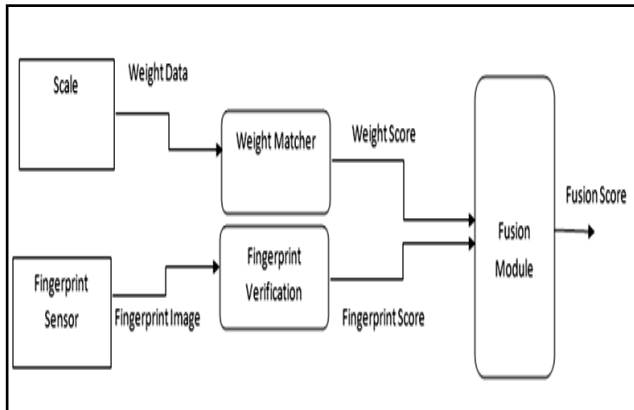 Scale
Weight Data
Weight Matcher
Weight Score
Fusion Score
Fusion
Module
Fingerprint
Sensor
Fingerprint Image
Fingerprint
Verification
Fingerprint Score